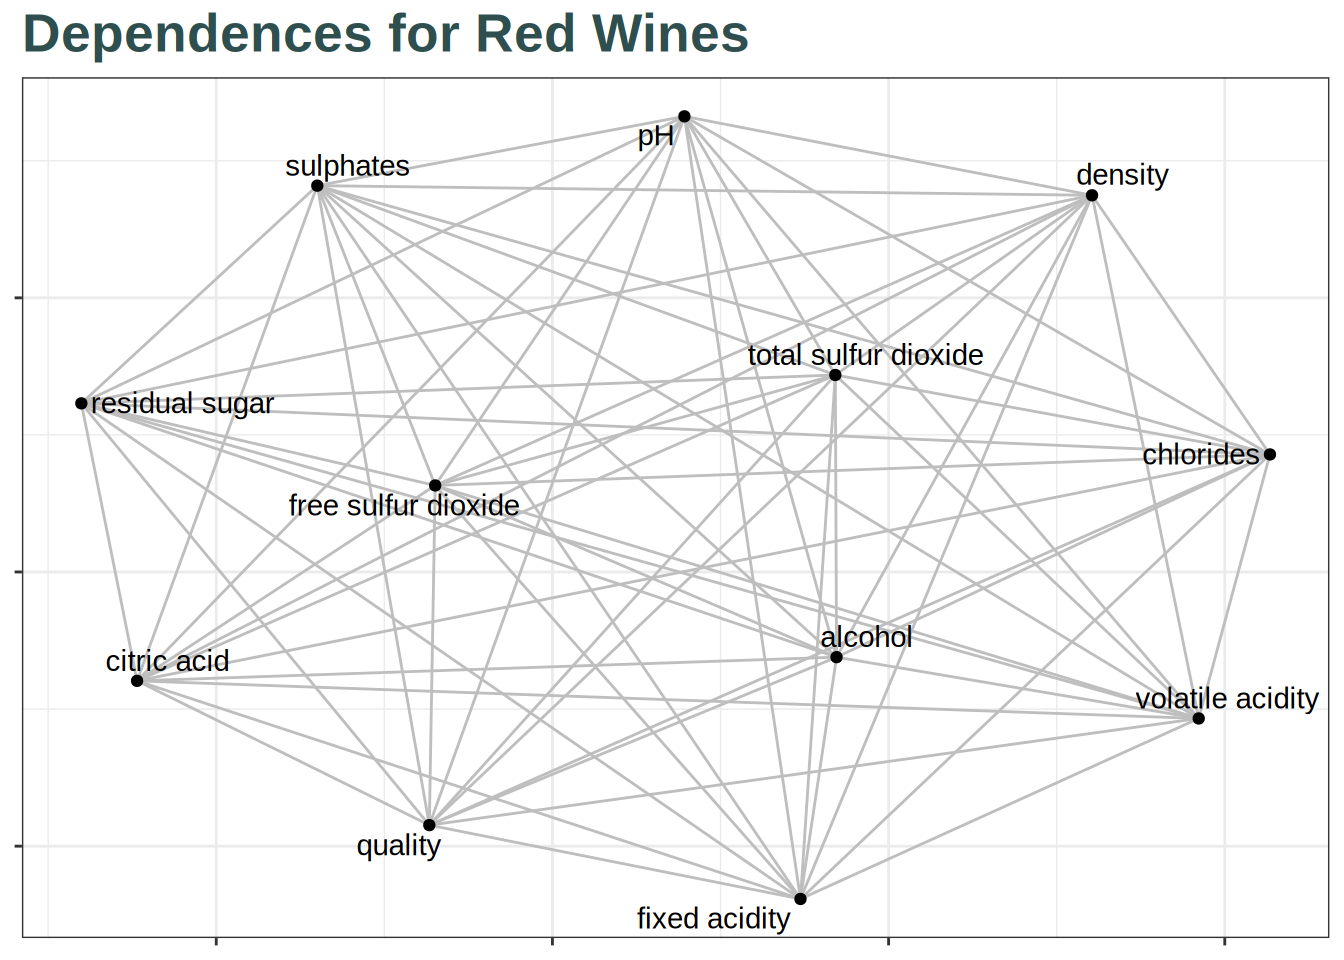 Dependences for Red Wines
pH
sulphates
density
total sulfur dioxide
residual sugar
chlorides
free sulfur dioxide
alcohol
citric acid
volatile acidity
quality
fixed acidity